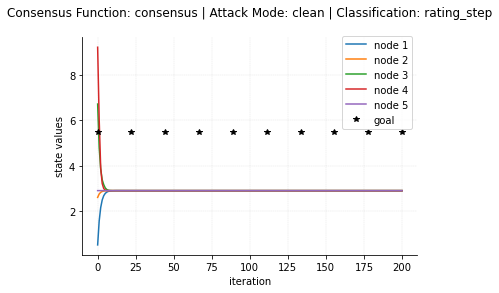 Consensus Function: consensus | Attack Mode: clean | Classification: rating_step
node 1
node 2
node 3
node 4
node 5
goal
state values
8
6
4
2
0
25
50
75
100
125
150
175
200
iteration